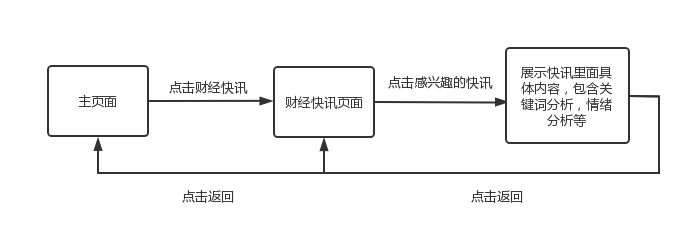 主页面
点击财经快讯
财经快讯页面
点击感兴趣的快讯
展示快讯里面具
体内容，包含关
键词分析，情绪
分析等
点击返回
点击返回